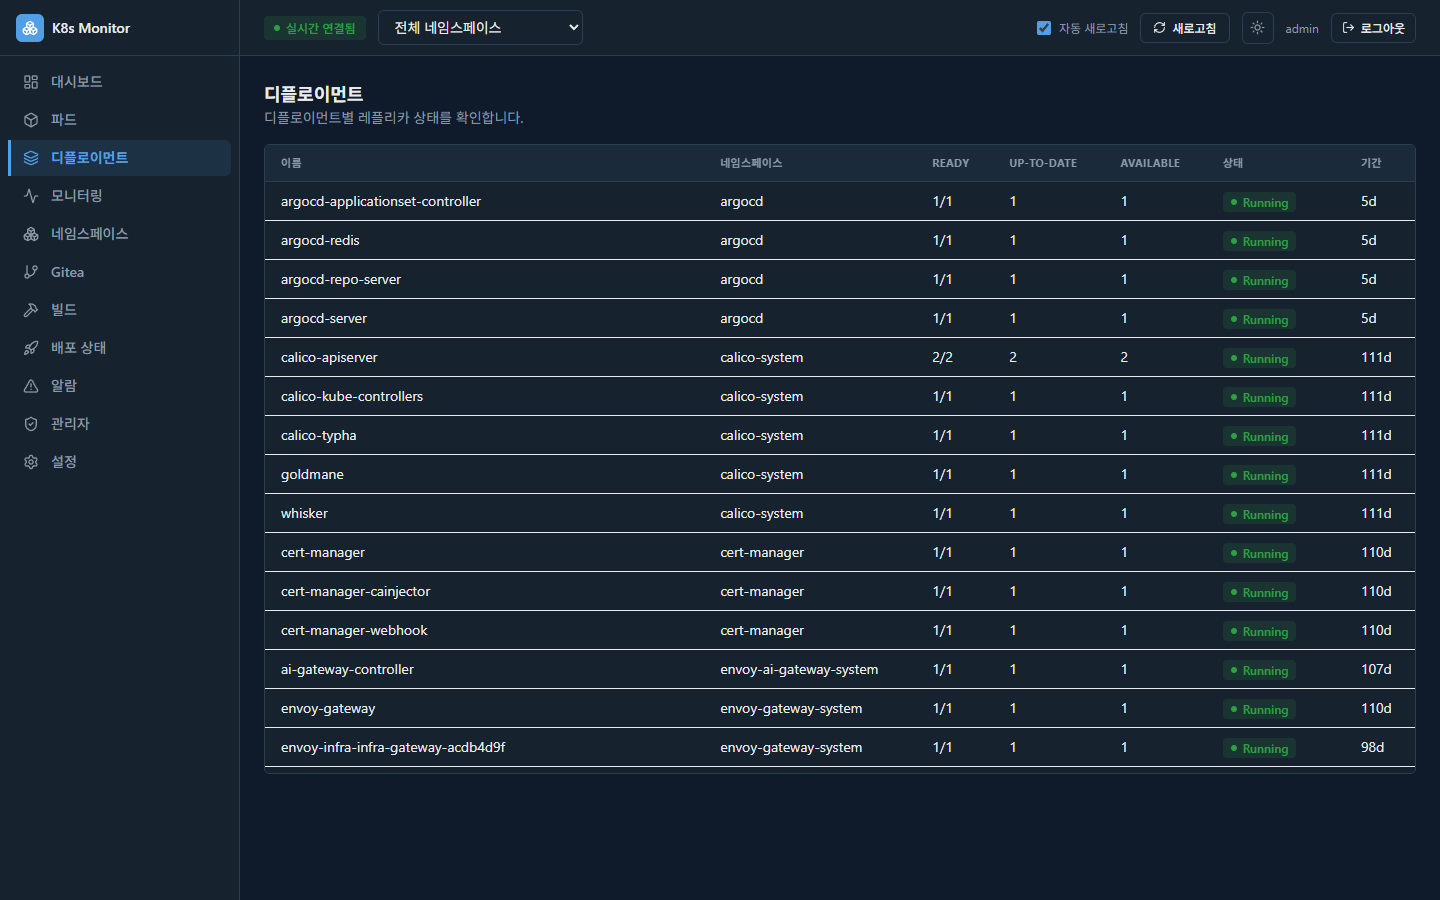 K8s Monitor
실시간 연결됨
전체 네임스페이스
자동 새로고침
새로고침
admin
로그아웃
대시보드
파드
디플로이먼트
모니터링
네임스페이스
Gitea
빌드
배포 상태
알람
관리자
설정
디플로이먼트
디플로이먼트별 레플리카 상태를 확인합니다.
이름 네임스페이스 READY UP-TO-DATE AVAILABLE 상태 기간
argocd-applicationset-controller argocd 1/1 1 1 Running 5d
argocd-redis argocd 1/1 1 1 Running 5d
argocd-repo-server argocd 1/1 1 1 Running 5d
argocd-server argocd 1/1 1 1 Running 5d
calico-apiserver calico-system 2/2 2 2 Running 111d
calico-kube-controllers calico-system 1/1 1 1 Running 111d
calico-typha calico-system 1/1 1 1 Running 111d
goldmane calico-system 1/1 1 1 Running 111d
whisker calico-system 1/1 1 1 Running 111d
cert-manager cert-manager 1/1 1 1 Running 110d
cert-manager-cainjector cert-manager 1/1 1 1 Running 110d
cert-manager-webhook cert-manager 1/1 1 1 Running 110d
ai-gateway-controller envoy-ai-gateway-system 1/1 1 1 Running 107d
envoy-gateway envoy-gateway-system 1/1 1 1 Running 110d
envoy-infra-infra-gateway-acdb4d9f envoy-gateway-system 1/1 1 1 Running 98d